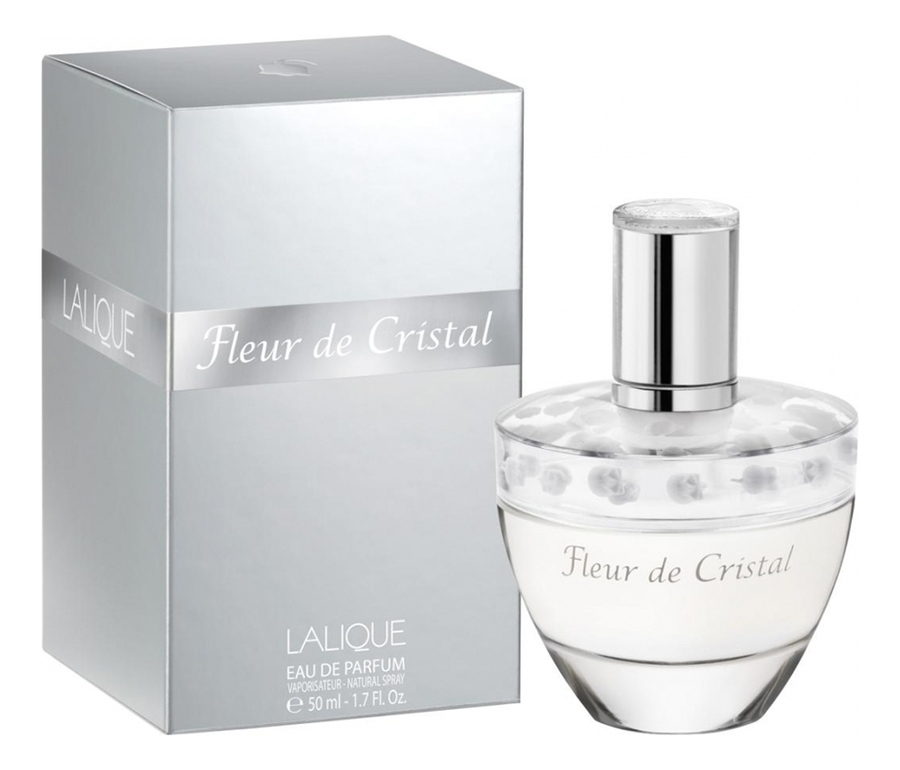 LALIQUE
Fleur de Cristal
LALIQUE
EAU DE PARFUM
VAPORISATEUR - NATURAL SPRAY
℮ 50 ml - 1.7 Fl. Oz.
Fleur de Cristal